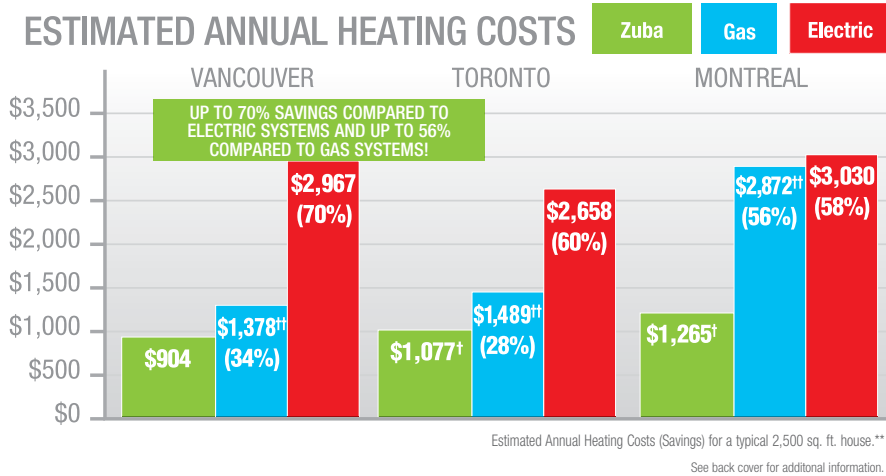 ESTIMATED ANNUAL HEATING COSTS
Zuba
Gas
Electric
VANCOUVER
TORONTO
MONTREAL
UP TO 70% SAVINGS COMPARED TO
ELECTRIC SYSTEMS AND UP TO 56%
COMPARED TO GAS SYSTEMS!
$3,500
$3,000
$2,500
$2,000
$1,500
$1,000
$500
$0
$904
$1,378††
(34%)
$2,967
(70%)
$1,077†
$1,489††
(28%)
$2,658
(60%)
$1,265†
$2,872††
(56%)
$3,030
(58%)
Estimated Annual Heating Costs (Savings) for a typical 2,500 sq. ft. house.**
See back cover for additonal information.